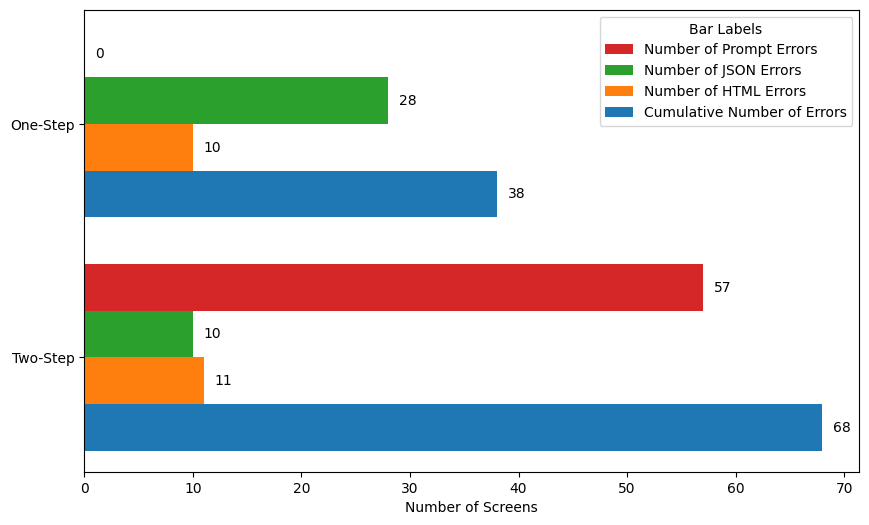 Bar Labels
Number of Prompt Errors
Number of JSON Errors
Number of HTML Errors
Cumulative Number of Errors
One-Step
0
28
10
38
Two-Step
57
10
11
68
0 10 20 30 40 50 60 70
Number of Screens